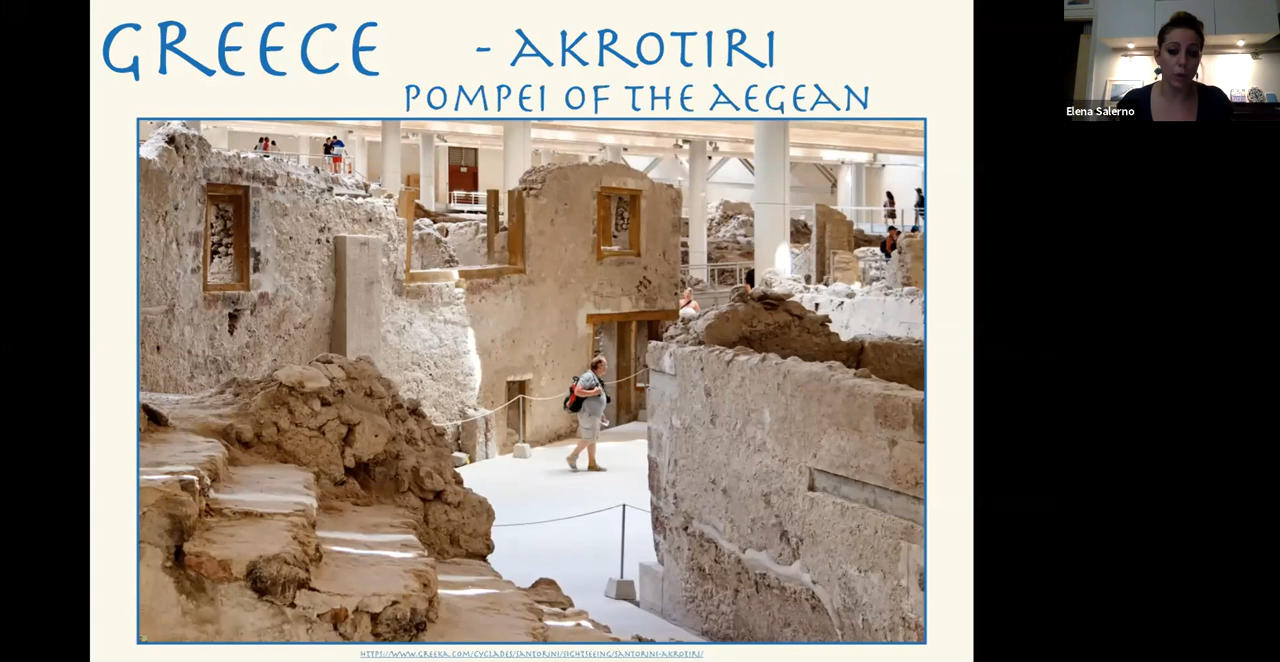 GREECE - AKROTIRI
POMPEI OF THE AEGEAN
Elena Salerno
HTTPS://WWW.GREEKA.COM/CYCLADES/SANTORINI/SIGHTSEEING/SANTORINI-AKROTIRI/